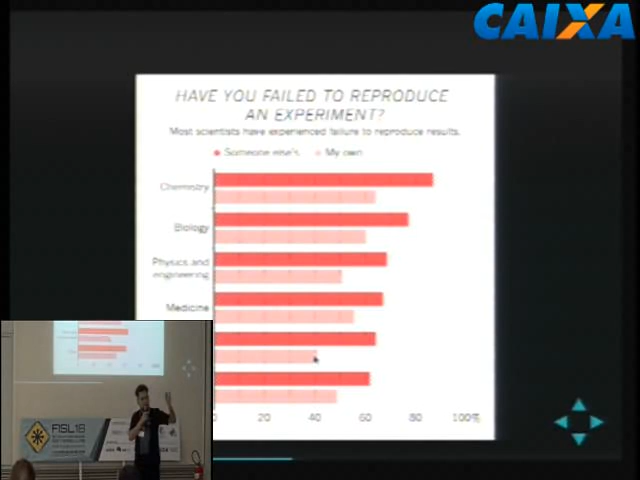 CAIXA
HAVE YOU FAILED TO REPRODUCE
AN EXPERIMENT?
Most scientists have experienced failure to reproduce results.
Someone else's My own
Chemistry
Biology
Physics and
engineering
Medicine
20 40 60 80 100%
FISL16